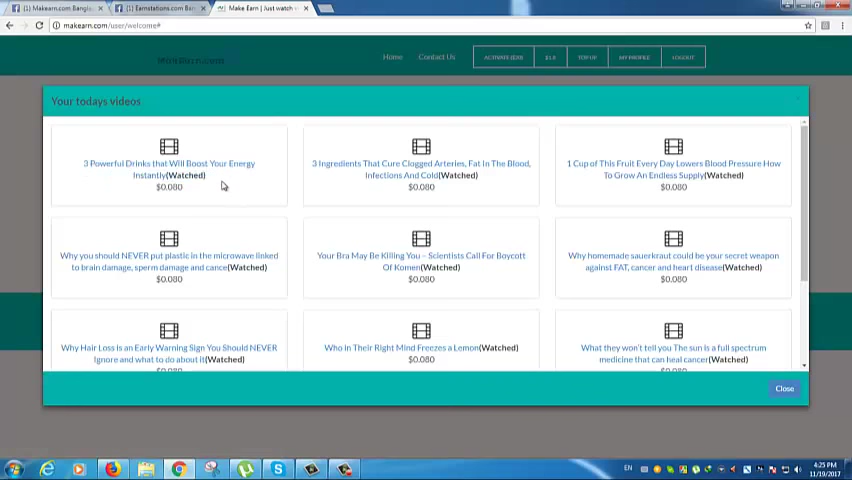 (1) Makearn.com Bangla
(1) Earnstations.com Ban
Make Earn | Just watch
makearn.com/user/welcome#
Home Contact Us TOP UP MY PROFILE LOGOUT
Your todays videos
3 Powerful Drinks that Will Boost Your Energy
Instantly(Watched)
$0.080
3 Ingredients That Cure Clogged Arteries, Fat In The Blood,
Infections And Cold(Watched)
$0.080
1 Cup of This Fruit Every Day Lowers Blood Pressure How
To Grow An Endless Supply(Watched)
$0.080
Why you should NEVER put plastic in the microwave linked
to brain damage, sperm damage and cance(Watched)
$0.080
Your Bra May Be Killing You – Scientists Call For Boycott
Of Komen(Watched)
$0.080
Why homemade sauerkraut could be your secret weapon
against FAT, cancer and heart disease(Watched)
$0.080
Why Hair Loss is an Early Warning Sign You Should NEVER
Ignore and what to do about it(Watched)
$0.080
Who in Their Right Mind Freezes a Lemon(Watched)
$0.080
What they won't tell you The sun is a full spectrum
medicine that can heal cancer(Watched)
$0.080
Close
EN
4:25 PM
11/19/2017